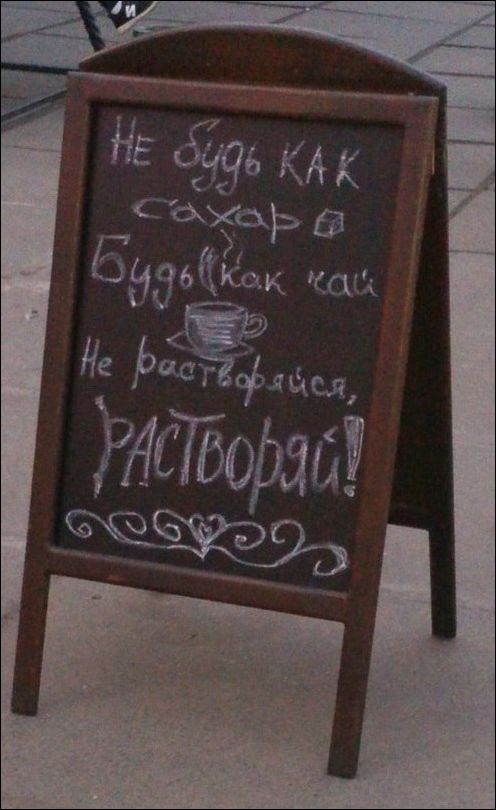 Не будь КАК
сахар
Будь как чай
Не растворяйся,
РАСТВОРЯЙ!